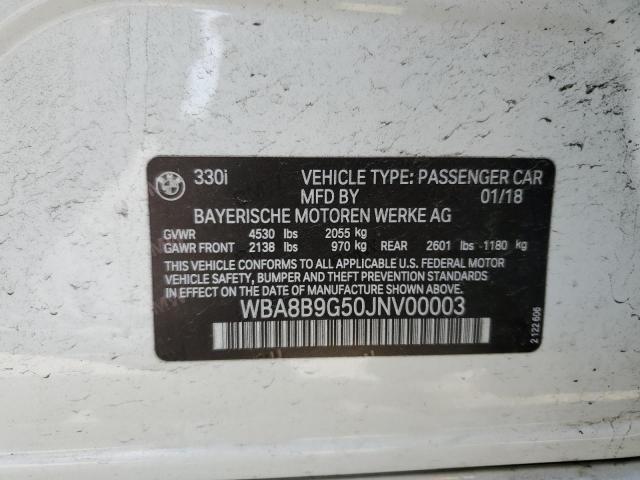 330i VEHICLE TYPE: PASSENGER CAR
MFD BY 01/18
BAYERISCHE MOTOREN WERKE AG
GVWR 4530 lbs 2055 kg
GAWR FRONT 2138 lbs 970 kg REAR 2601 lbs -1180 kg
THIS VEHICLE CONFORMS TO ALL APPLICABLE U.S. FEDERAL MOTOR
VEHICLE SAFETY, BUMPER, AND THEFT PREVENTION STANDARDS
IN EFFECT ON THE DATE OF MANUFACTURE SHOWN ABOVE.
WBA8B9G50JNV00003
2 122 606